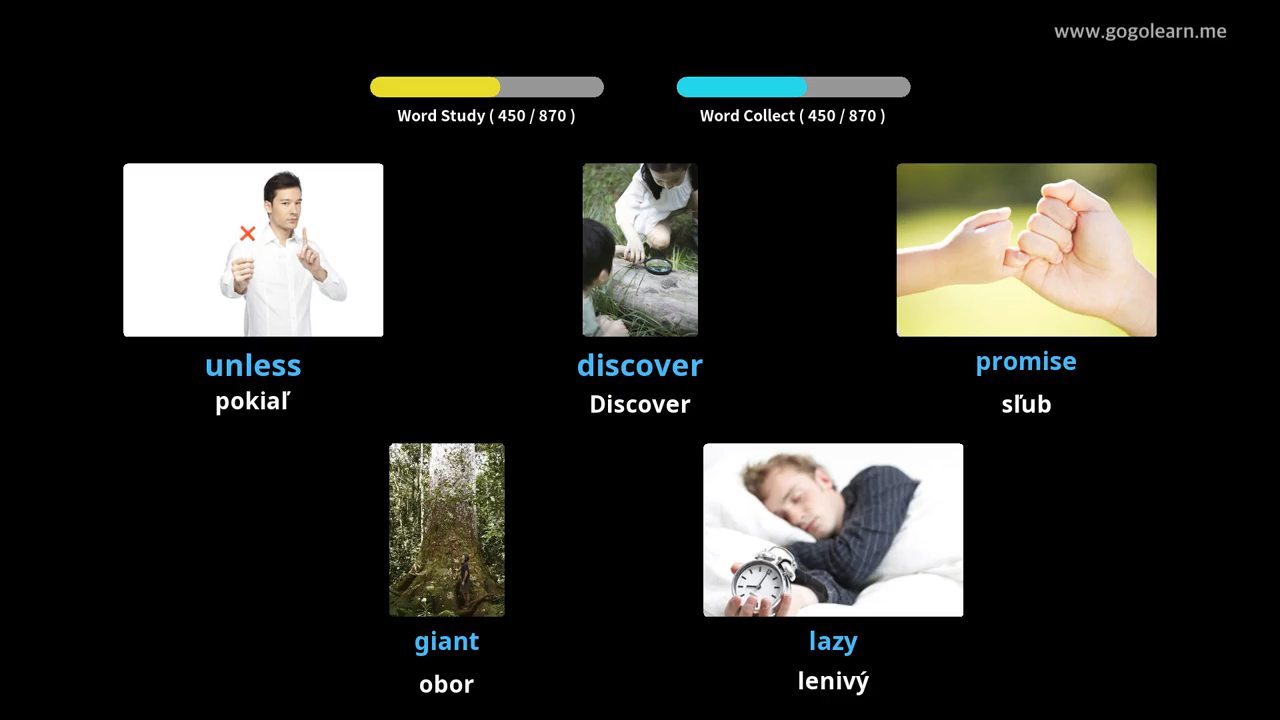 www.gogolearn.me
Word Study ( 450 / 870 )
Word Collect ( 450 / 870 )
unless
pokiaľ
discover
Discover
promise
sľub
giant
obor
lazy
lenivý